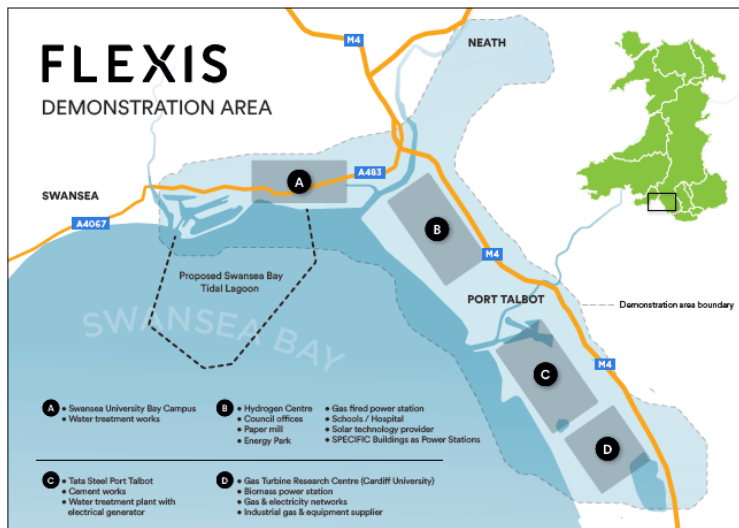 FLEXIS
DEMONSTRATION AREA
M4
NEATH
A
A483
SWANSEA
A4067
B
M4
Proposed Swansea Bay
Tidal Lagoon
PORT TALBOT
Demonstration area boundary
SWANSEA BAY
M4
C
D
A
• Swansea University Bay Campus
• Water treatment works
B
• Hydrogen Centre
• Council offices
• Paper mill
• Energy Park
• Gas fired power station
• Schools / Hospital
• Solar technology provider
• SPECIFIC Buildings as Power Stations
C
• Tata Steel Port Talbot
• Cement works
• Water treatment plant with
electrical generator
D
• Gas Turbine Research Centre (Cardiff University)
• Biomass power station
• Gas & electricity networks
• Industrial gas & equipment supplier